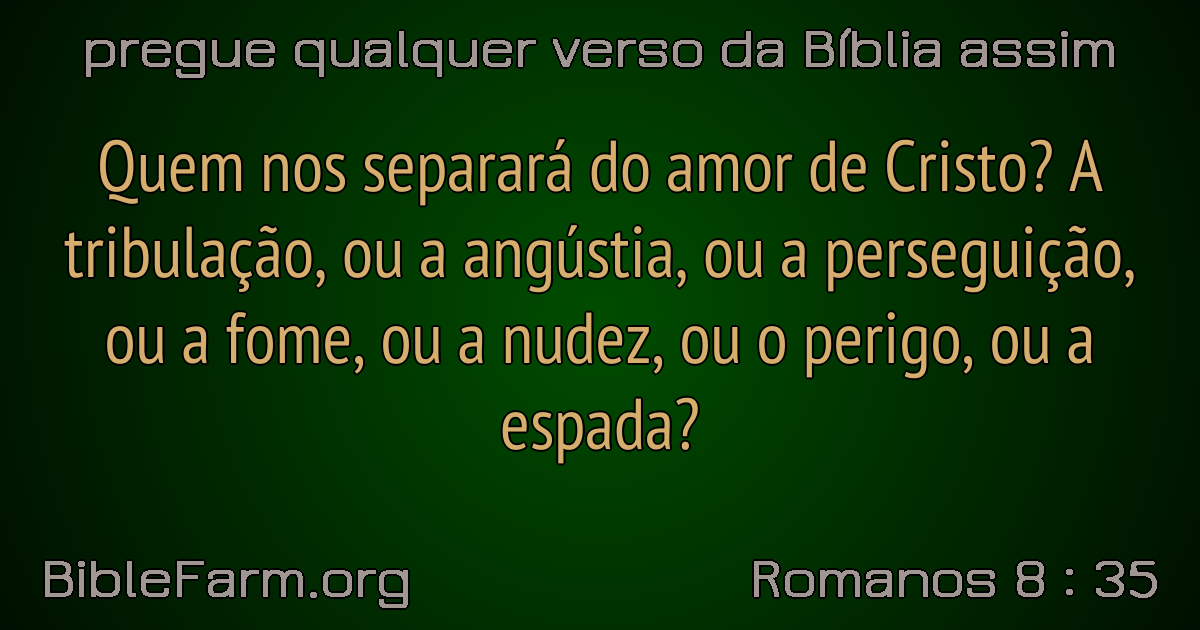 pregue qualquer verso da Bíblia assim
Quem nos separará do amor de Cristo? A
tribulação, ou a angústia, ou a perseguição,
ou a fome, ou a nudez, ou o perigo, ou a
espada?
BibleFarm.org
Romanos 8 : 35